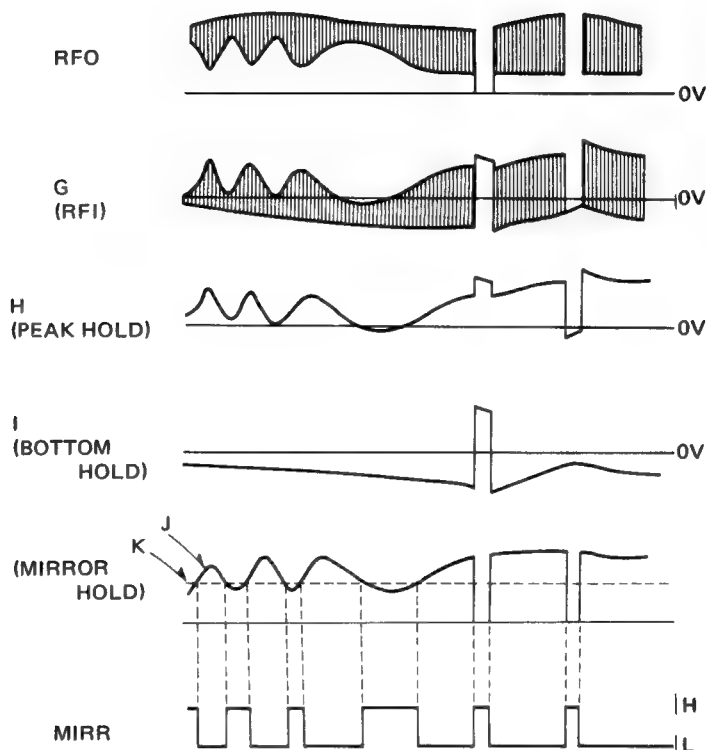 RFO
0V
G
(RFI)
0V
H
(PEAK HOLD)
0V
I
(BOTTOM
HOLD)
0V
J
K
(MIRROR
HOLD)
H
MIRR
L